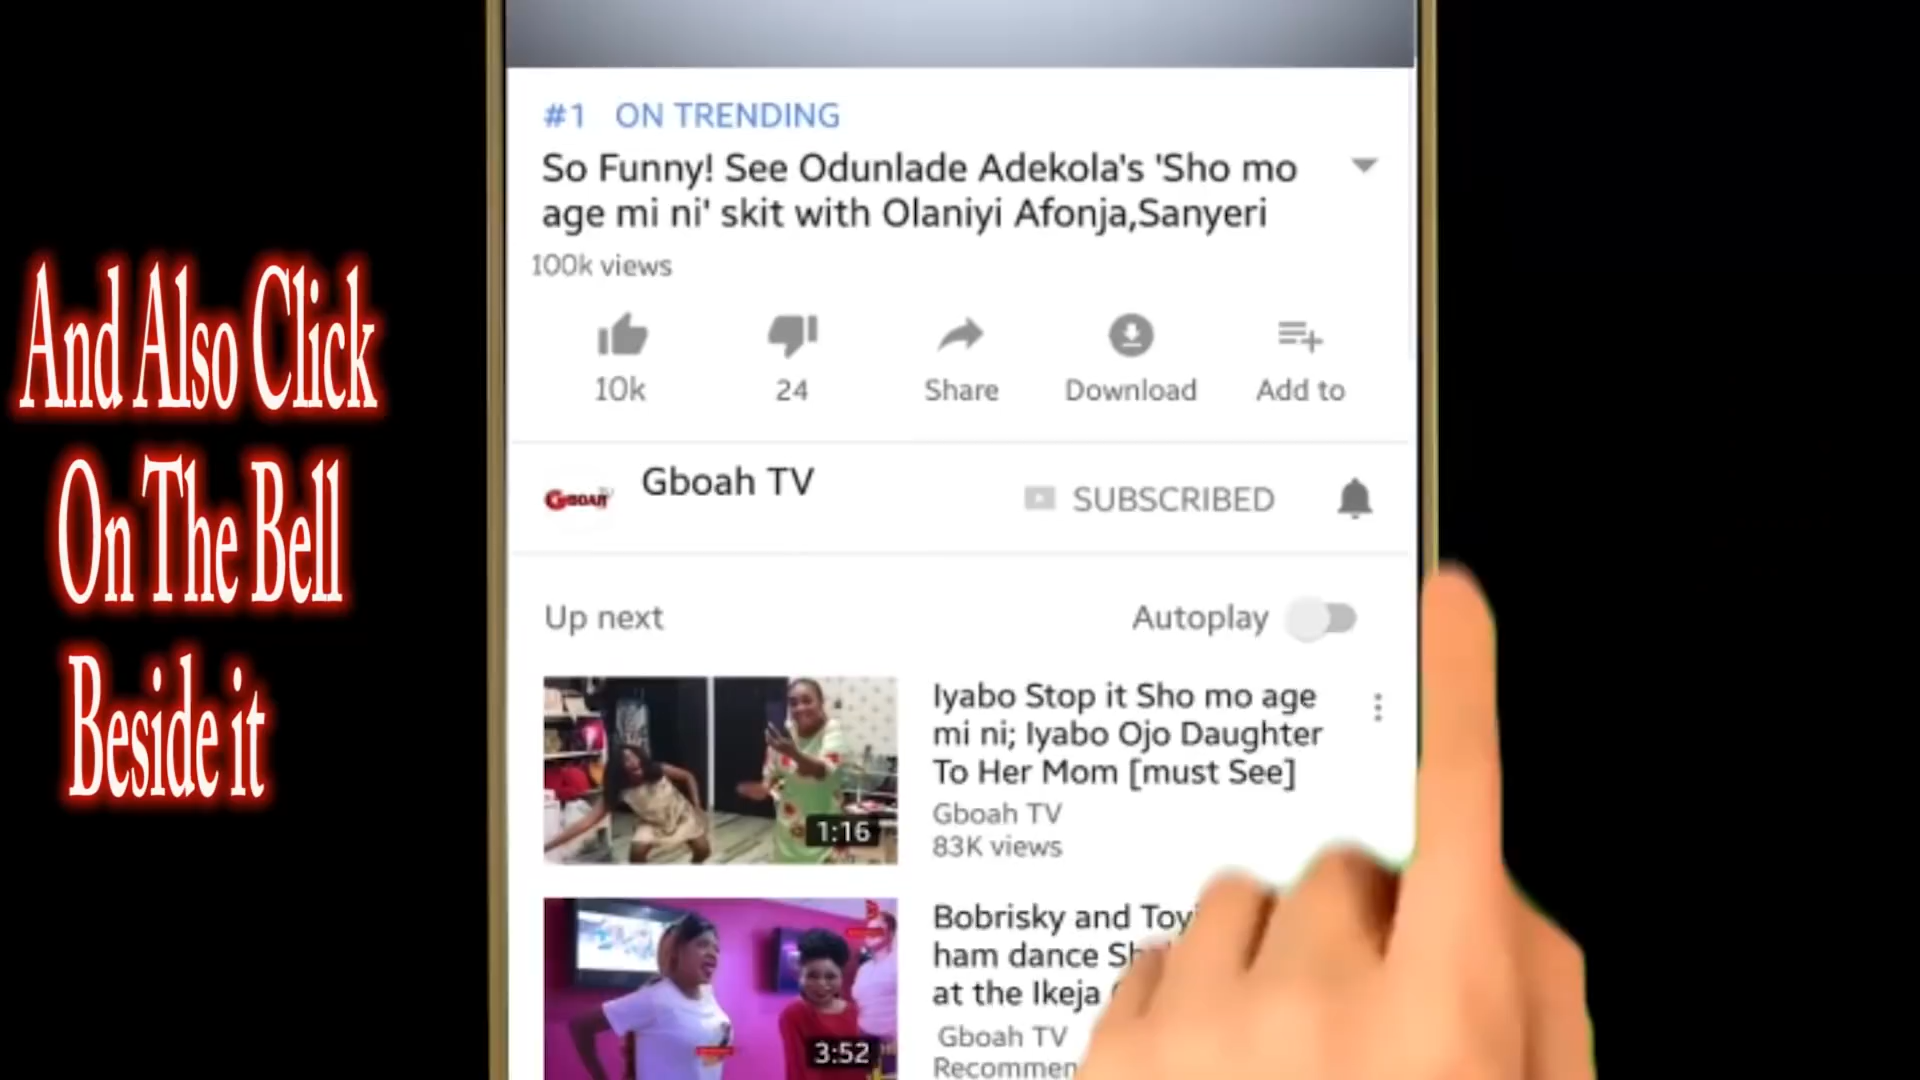 And Also Click
On The Bell
Beside it
#1 ON TRENDING
So Funny! See Odunlade Adekola's 'Sho mo
age mi ni' skit with Olaniyi Afonja,Sanyeri
100k views
10k
24
Share
Download
Add to
GBOAH TV
Gboah TV
SUBSCRIBED
Up next
Autoplay
1:16
Iyabo Stop it Sho mo age
mi ni; Iyabo Ojo Daughter
To Her Mom [must See]
Gboah TV
83K views
3:52
Bobrisky and
ham dance
at the Ikeja
Gboah TV